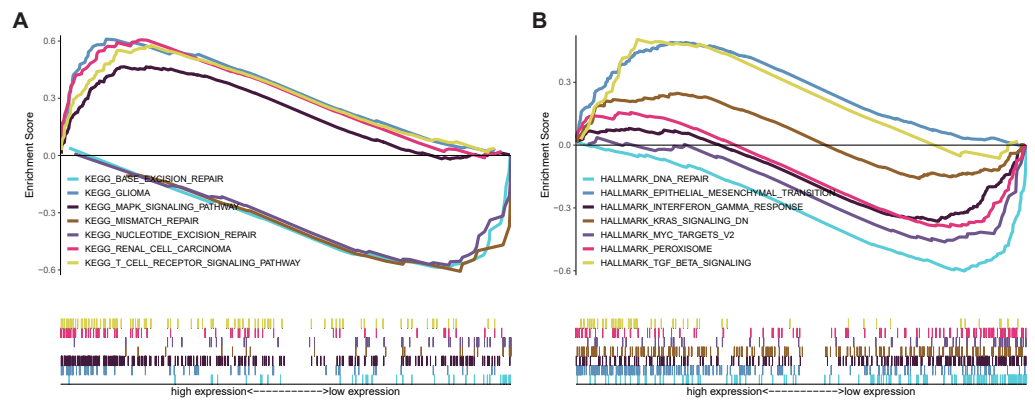 A
Enrichment Score
0.6
0.3
0.0
−0.3
−0.6
KEGG_BASE_EXCISION_REPAIR
KEGG_GLIOMA
KEGG_MAPK_SIGNALING_PATHWAY
KEGG_MISMATCH_REPAIR
KEGG_NUCLEOTIDE_EXCISION_REPAIR
KEGG_RENAL_CELL_CARCINOMA
KEGG_T_CELL_RECEPTOR_SIGNALING_PATHWAY
high expression<−−−−−−−−−−−−>low expression
B
Enrichment Score
0.3
0.0
−0.3
−0.6
HALLMARK_DNA_REPAIR
HALLMARK_EPITHELIAL_MESENCHYMAL_TRANSITION
HALLMARK_INTERFERON_GAMMA_RESPONSE
HALLMARK_KRAS_SIGNALING_DN
HALLMARK_MYC_TARGETS_V2
HALLMARK_PEROXISOME
HALLMARK_TGF_BETA_SIGNALING
high expression<−−−−−−−−−−−−>low expression